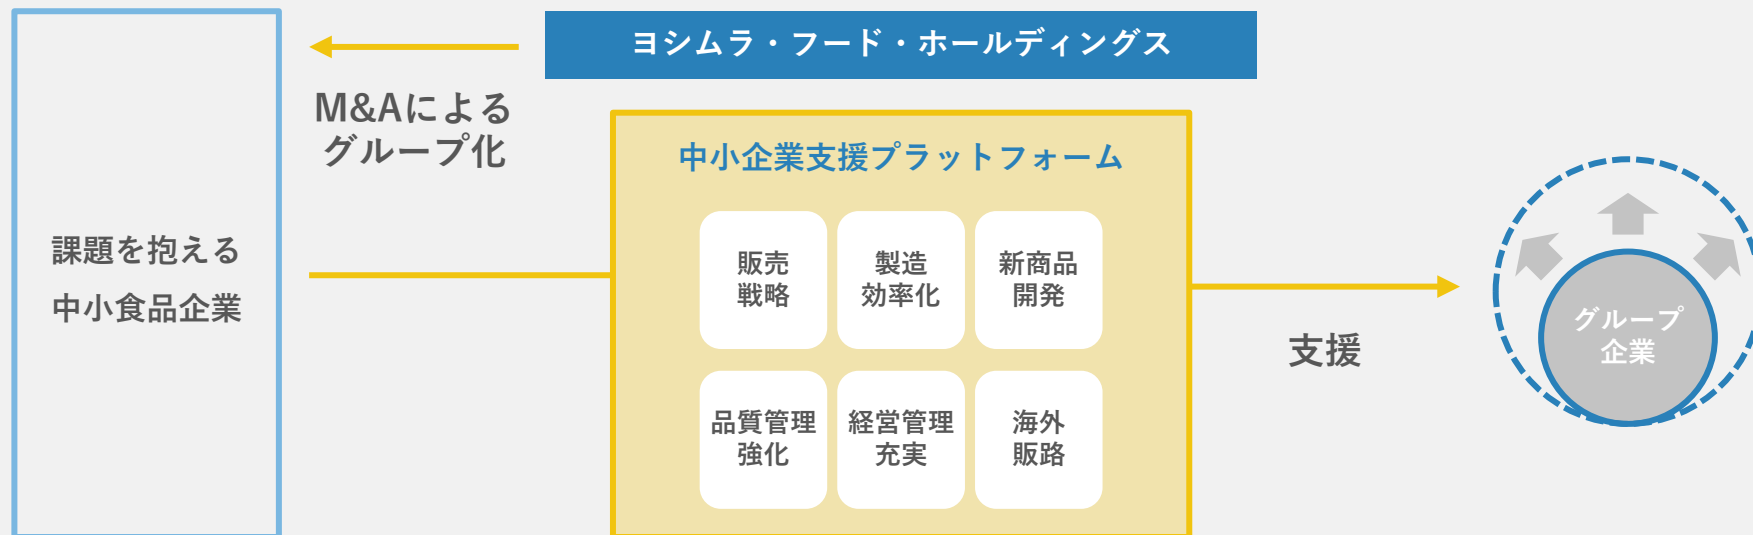 ヨシムラ・フード・ホールディングス
M&Aによる
グループ化
課題を抱える
中小食品企業
中小企業支援プラットフォーム
販売
戦略
製造
効率化
新商品
開発
品質管理
強化
経営管理
充実
海外
販路
支援
グループ
企業